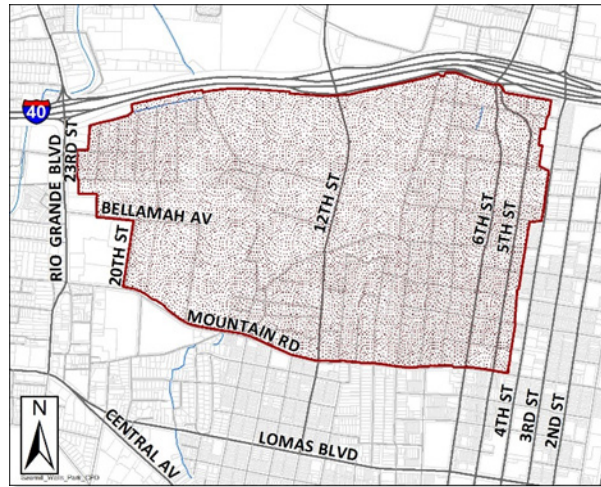 40
RIO GRANDE BLVD
23RD ST
BELLAMAH AV
20TH ST
12TH ST
6TH ST
5TH ST
MOUNTAIN RD
4TH ST
3RD ST
2ND ST
N
CENTRAL AV
LOMAS BLVD
Sawmill_Wells_Park_CPO